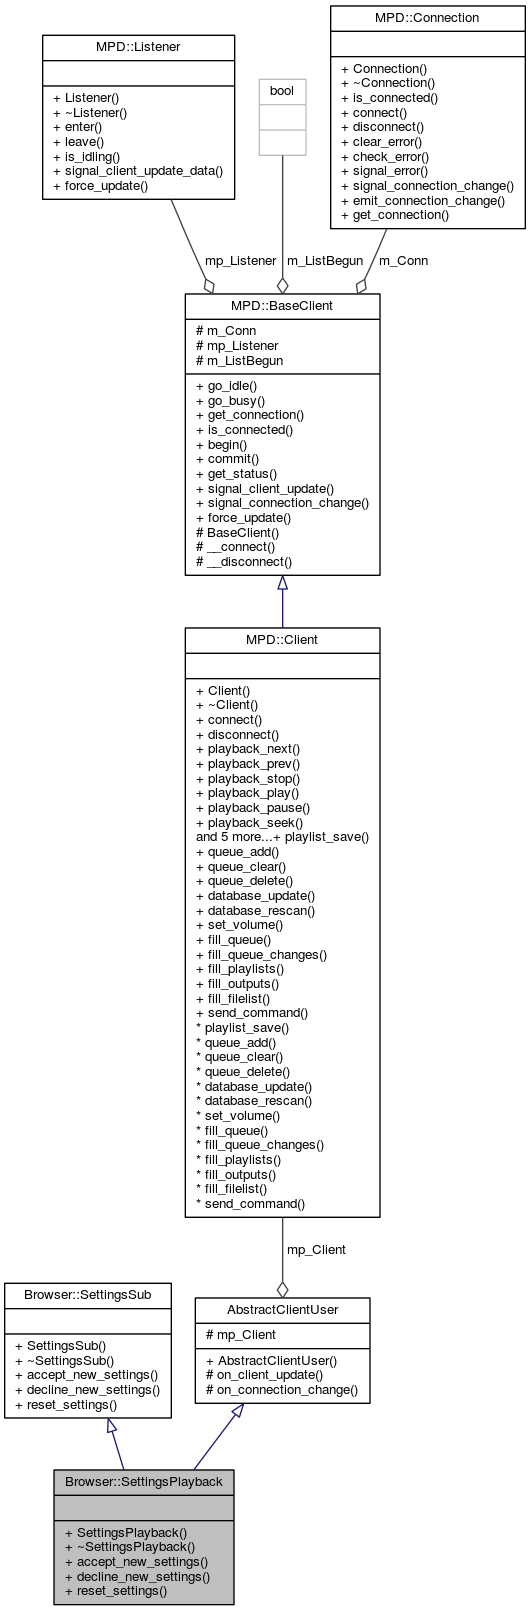 MPD::Connection
+ Connection()
+ ~Connection()
+ is_connected()
+ connect()
+ disconnect()
+ clear_error()
+ check_error()
+ signal_error()
+ signal_connection_change()
+ emit_connection_change()
+ get_connection()
MPD::Listener
+ Listener()
+ ~Listener()
+ enter()
+ leave()
+ is_idling()
+ signal_client_update_data()
+ force_update()
bool
mp_Listener
m_ListBegun
m_Conn
MPD::BaseClient
# m_Conn
# mp_Listener
# m_ListBegun
+ go_idle()
+ go_busy()
+ get_connection()
+ is_connected()
+ begin()
+ commit()
+ get_status()
+ signal_client_update()
+ signal_connection_change()
+ force_update()
# BaseClient()
# __connect()
# __disconnect()
MPD::Client
+ Client()
+ ~Client()
+ connect()
+ disconnect()
+ playback_next()
+ playback_prev()
+ playback_stop()
+ playback_play()
+ playback_pause()
+ playback_seek()
and 5 more...+ playlist_save()
+ queue_add()
+ queue_clear()
+ queue_delete()
+ database_update()
+ database_rescan()
+ set_volume()
+ fill_queue()
+ fill_queue_changes()
+ fill_playlists()
+ fill_outputs()
+ fill_filelist()
+ send_command()
* playlist_save()
* queue_add()
* queue_clear()
* queue_delete()
* database_update()
* database_rescan()
* set_volume()
* fill_queue()
* fill_queue_changes()
* fill_playlists()
* fill_outputs()
* fill_filelist()
* send_command()
mp_Client
Browser::SettingsSub
+ SettingsSub()
+ ~SettingsSub()
+ accept_new_settings()
+ decline_new_settings()
+ reset_settings()
AbstractClientUser
# mp_Client
+ AbstractClientUser()
# on_client_update()
# on_connection_change()
Browser::SettingsPlayback
+ SettingsPlayback()
+ ~SettingsPlayback()
+ accept_new_settings()
+ decline_new_settings()
+ reset_settings()